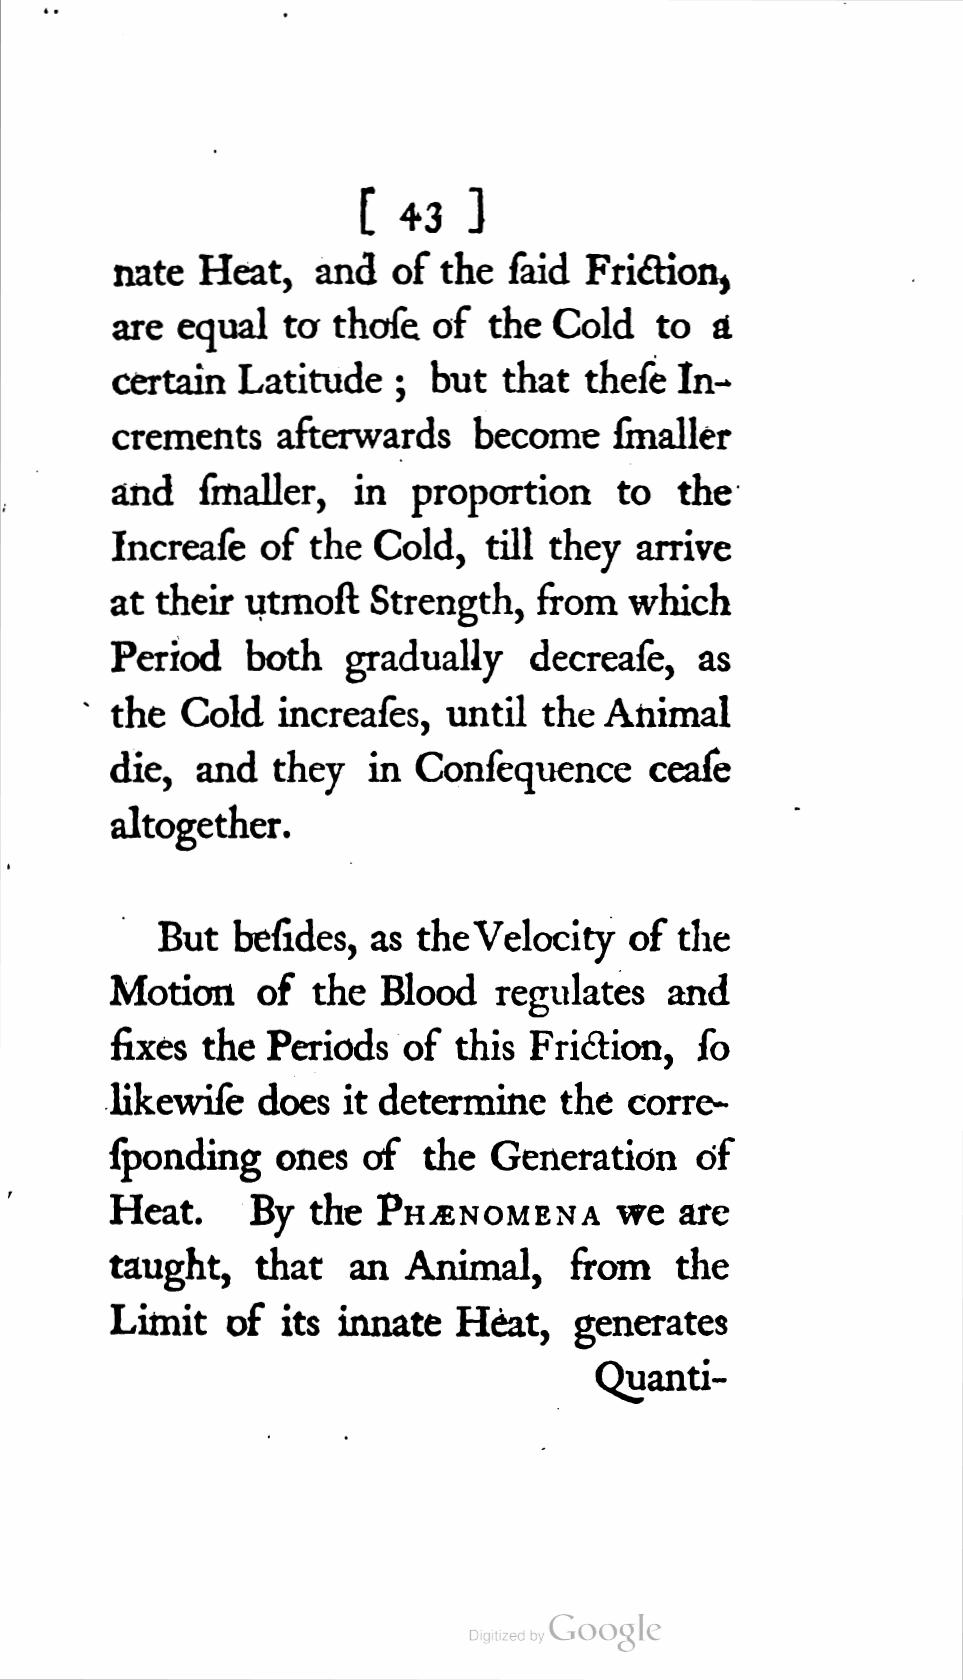 [ 43 ]
nate Heat, and of the ſaid Friction,
are equal to thoſe of the Cold to a
certain Latitude ; but that theſe In-
crements afterwards become ſmaller
and ſmaller, in proportion to the
Increaſe of the Cold, till they arrive
at their utmoſt Strength, from which
Period both gradually decreaſe, as
the Cold increaſes, until the Animal
die, and they in Conſequence ceaſe
altogether.
But beſides, as the Velocity of the
Motion of the Blood regulates and
fixes the Periods of this Friction, ſo
likewiſe does it determine the corre-
ſponding ones of the Generation of
Heat. By the PHÆNOMENA we are
taught, that an Animal, from the
Limit of its innate Heat, generates
Quanti-
Digitized by Google